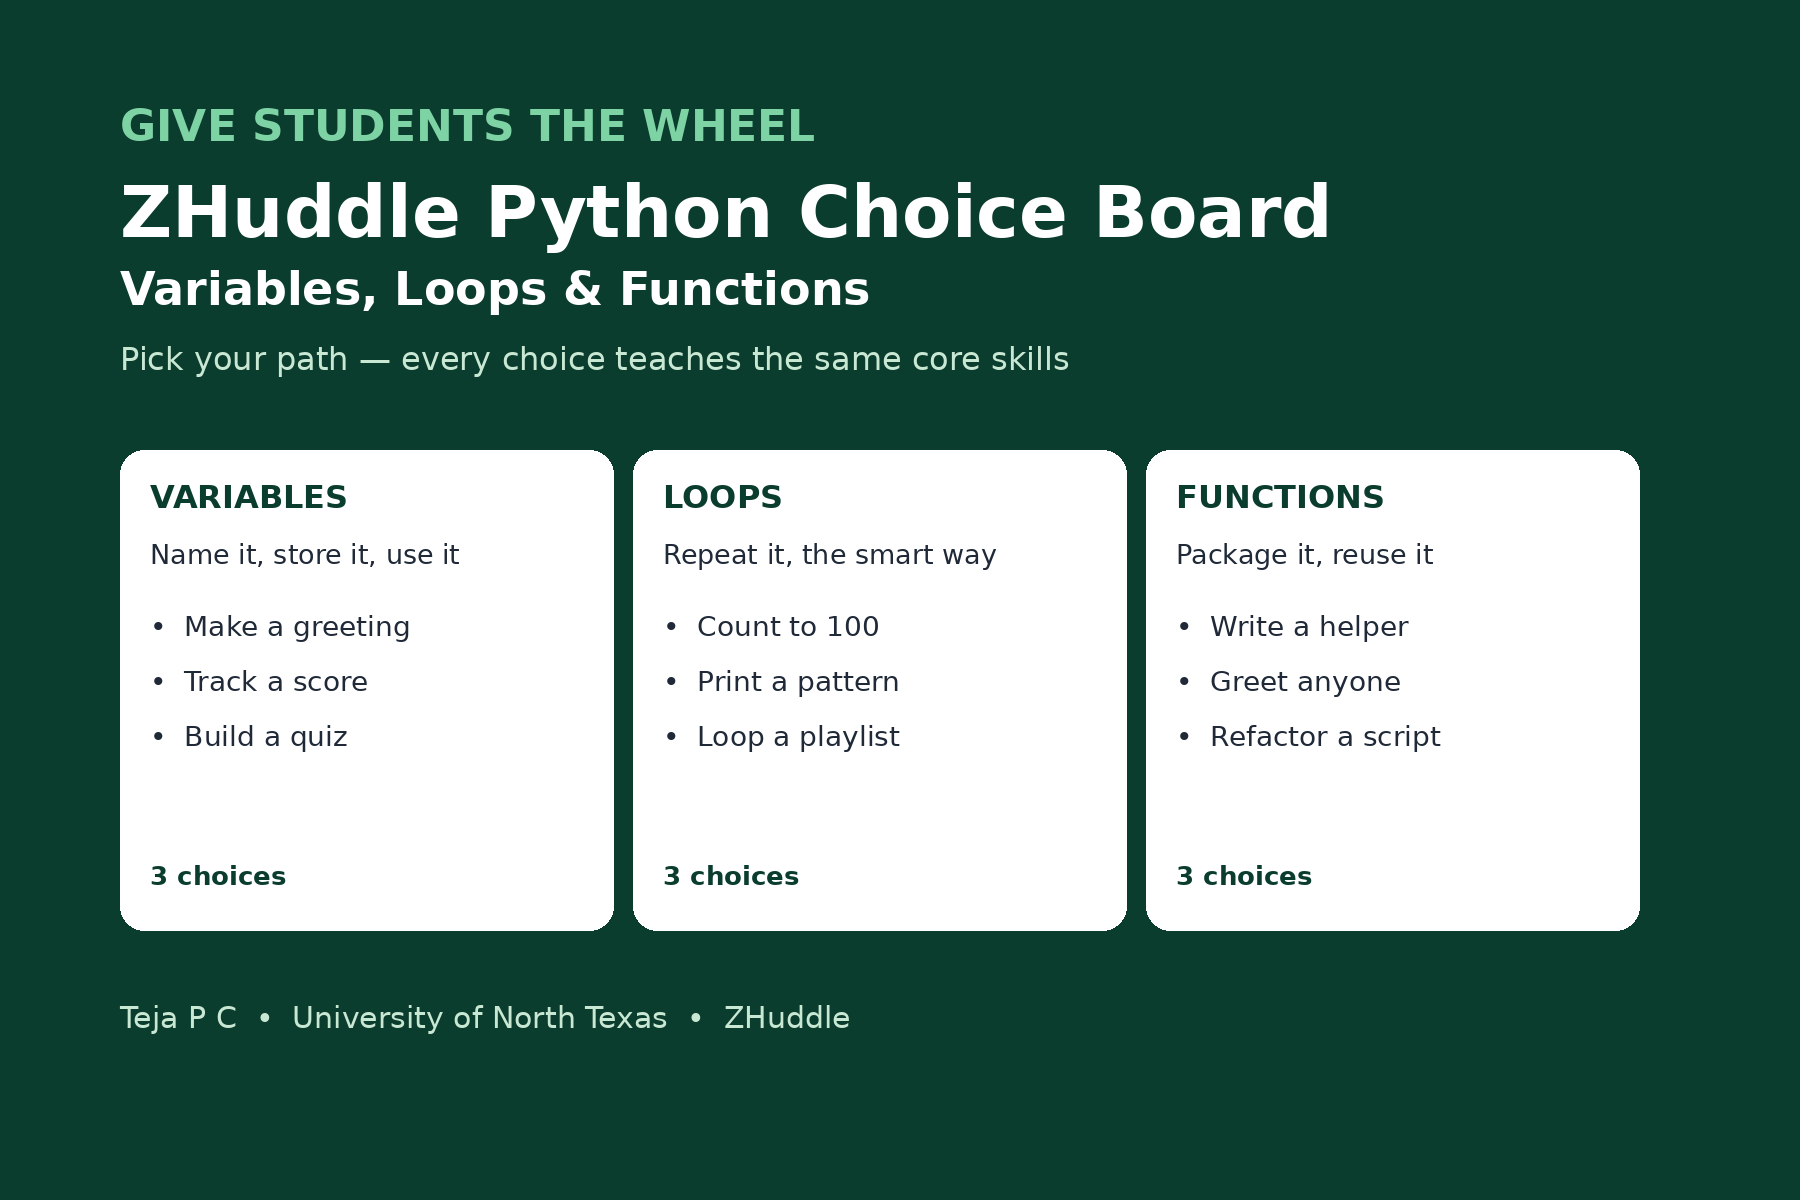 GIVE STUDENTS THE WHEEL
ZHuddle Python Choice Board
Variables, Loops & Functions
Pick your path — every choice teaches the same core skills
VARIABLES
Name it, store it, use it
• Make a greeting
• Track a score
• Build a quiz
3 choices
LOOPS
Repeat it, the smart way
• Count to 100
• Print a pattern
• Loop a playlist
3 choices
FUNCTIONS
Package it, reuse it
• Write a helper
• Greet anyone
• Refactor a script
3 choices
Teja P C • University of North Texas • ZHuddle